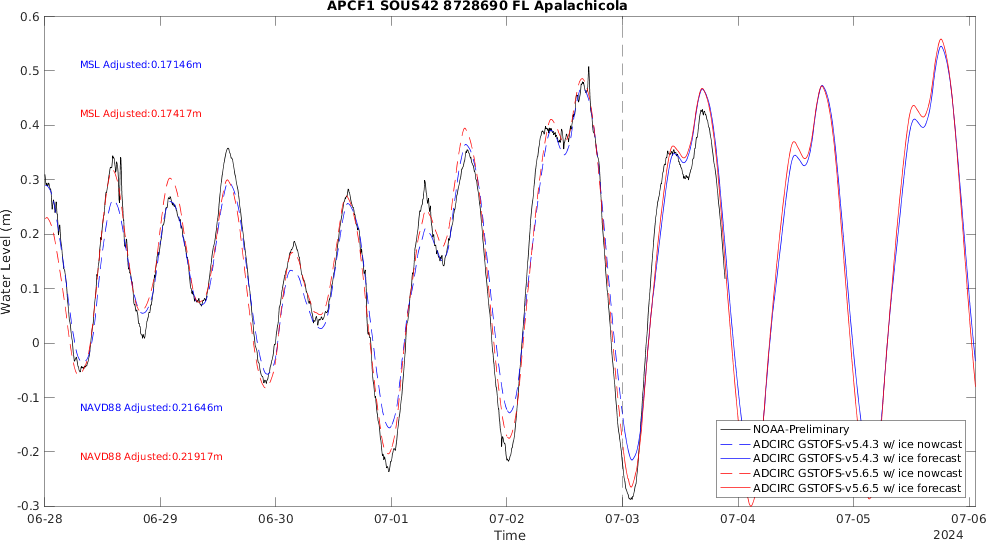 APCF1 SOUS42 8728690 FL Apalachicola
0.6
0.5
0.4
0.3
0.2
0.1
0
-0.1
-0.2
-0.3
Water Level (m)
MSL Adjusted:0.17146m
MSL Adjusted:0.17417m
NAVD88 Adjusted:0.21646m
NAVD88 Adjusted:0.21917m
NOAA-Preliminary
ADCIRC GSTOFS-v5.4.3 w/ ice nowcast
ADCIRC GSTOFS-v5.4.3 w/ ice forecast
ADCIRC GSTOFS-v5.6.5 w/ ice nowcast
ADCIRC GSTOFS-v5.6.5 w/ ice forecast
06-28 06-29 06-30 07-01 07-02 07-03 07-04 07-05 07-06
Time
2024